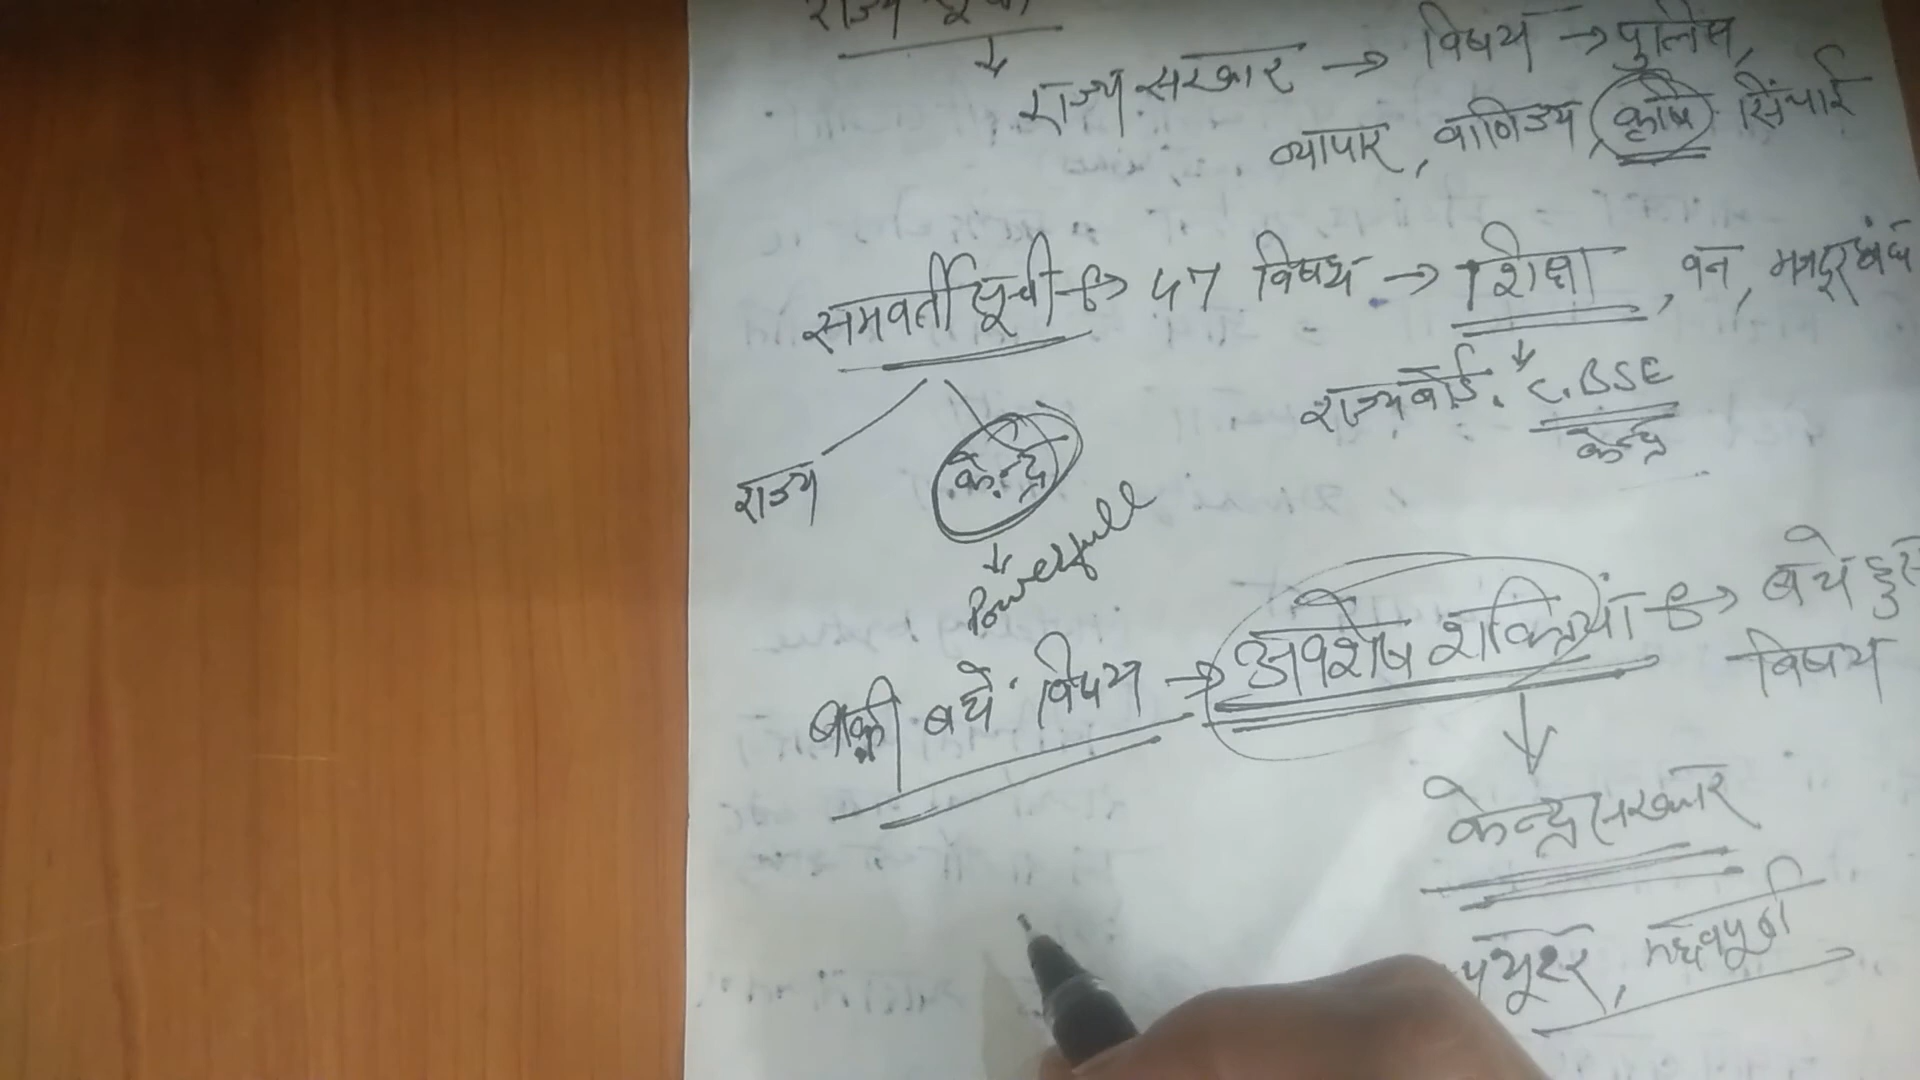 राज्य सूची
राज्य सरकार → विषय → पुलिस,
व्यापार, वाणिज्य, कृषि सिंचाई
समवर्ती सूची → 47 विषय → शिक्षा, वन, मजदूर संघ
राज्य बोर्ड. C.BSE
केन्द्र
राज्य केन्द्र
Powerfull
बाकी बचे विषय → अवशेष शक्तियां → बचे हुए
विषय
केन्द्र सरकार
महत्वपूर्ण